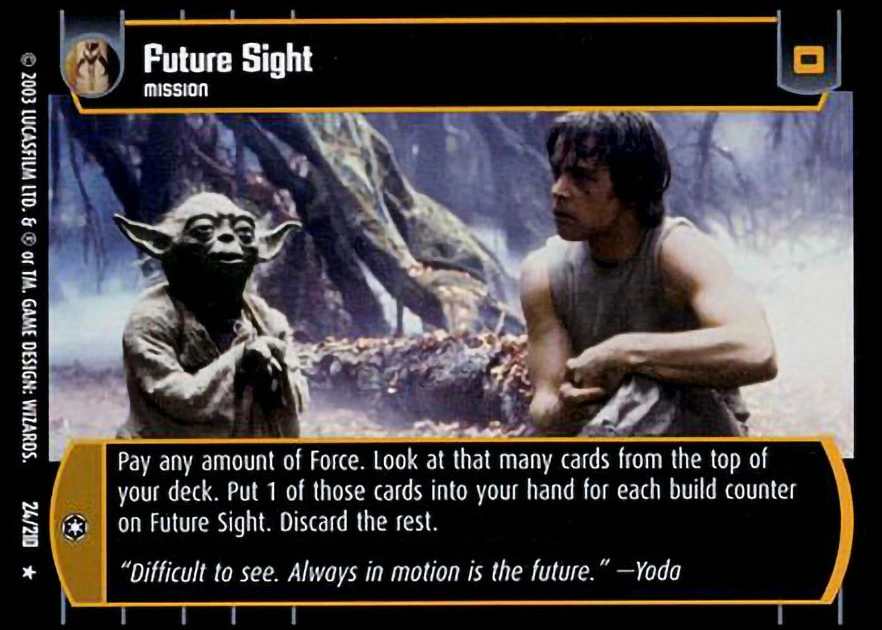 Future Sight
0
MISSION
Pay any amount of Force. Look at that many cards from the top of
your deck. Put 1 of those cards into your hand for each build counter
on Future Sight. Discard the rest.
"Difficult to see. Always in motion is the future." —Yoda
© 2003 LUCASFILM LTD. & ® or TM. GAME DESIGN: WIZARDS. 24/210 ★